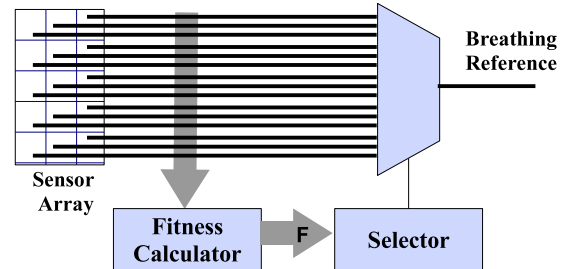 Breathing
Reference
Sensor
Array
Fitness
Calculator
F
Selector